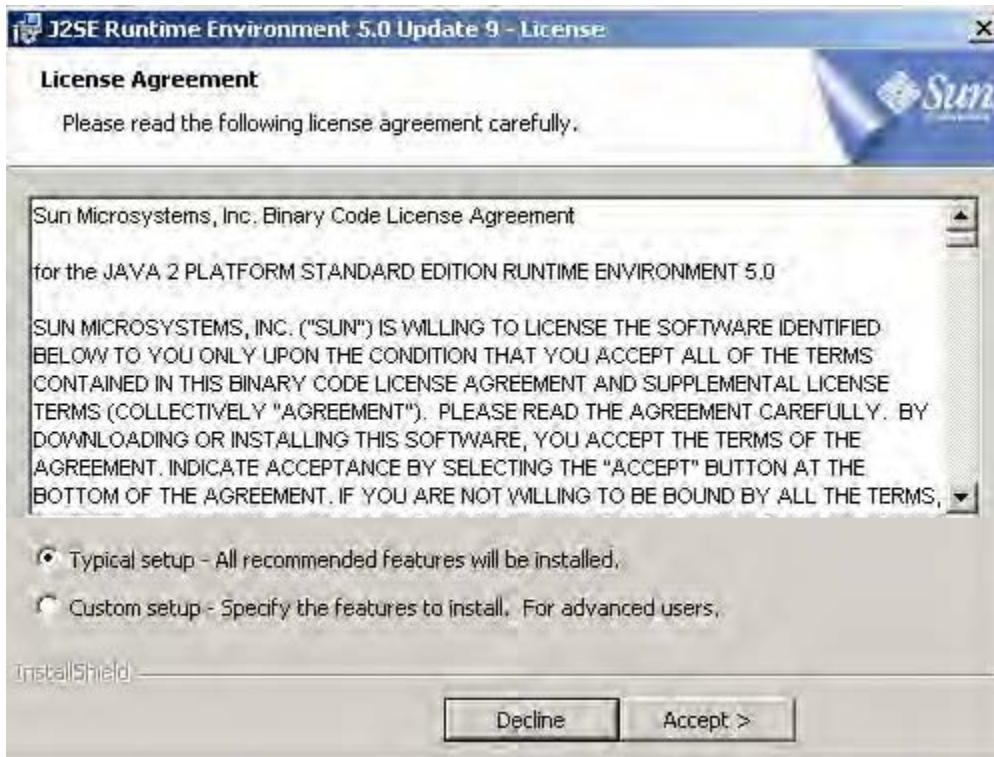 J2SE Runtime Environment 5.0 Update 9 - License
License Agreement
Please read the following license agreement carefully.
Sun
Sun Microsystems, Inc. Binary Code License Agreement
for the JAVA 2 PLATFORM STANDARD EDITION RUNTIME ENVIRONMENT 5.0
SUN MICROSYSTEMS, INC. ("SUN") IS WILLING TO LICENSE THE SOFTWARE IDENTIFIED
BELOW TO YOU ONLY UPON THE CONDITION THAT YOU ACCEPT ALL OF THE TERMS
CONTAINED IN THIS BINARY CODE LICENSE AGREEMENT AND SUPPLEMENTAL LICENSE
TERMS (COLLECTIVELY "AGREEMENT").  PLEASE READ THE AGREEMENT CAREFULLY.  BY
DOWNLOADING OR INSTALLING THIS SOFTWARE, YOU ACCEPT THE TERMS OF THE
AGREEMENT. INDICATE ACCEPTANCE BY SELECTING THE "ACCEPT" BUTTON AT THE
BOTTOM OF THE AGREEMENT. IF YOU ARE NOT WILLING TO BE BOUND BY ALL THE TERMS,
Typical setup - All recommended features will be installed.
Custom setup - Specify the features to install.  For advanced users.
InstallShield
Decline
Accept >